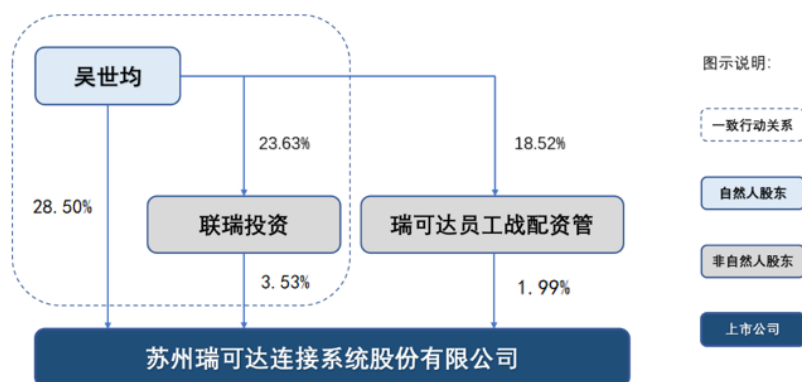 吴世均
图示说明:
一致行动关系
23.63%
18.52%
自然人股东
28.50%
联瑞投资
瑞可达员工战配资管
非自然人股东
3.53%
1.99%
上市公司
苏州瑞可达连接系统股份有限公司